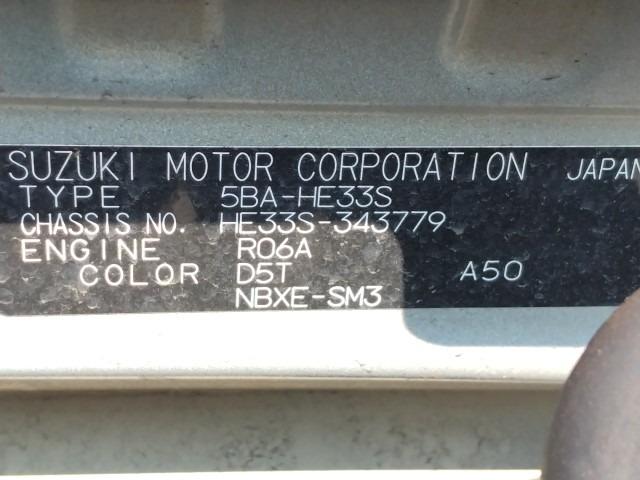 SUZUKI MOTOR CORPORATION JAPAN
TYPE 5BA-HE33S
CHASSIS NO. HE33S-343779
ENGINE R06A
COLOR D5T A50
NBXE-SM3